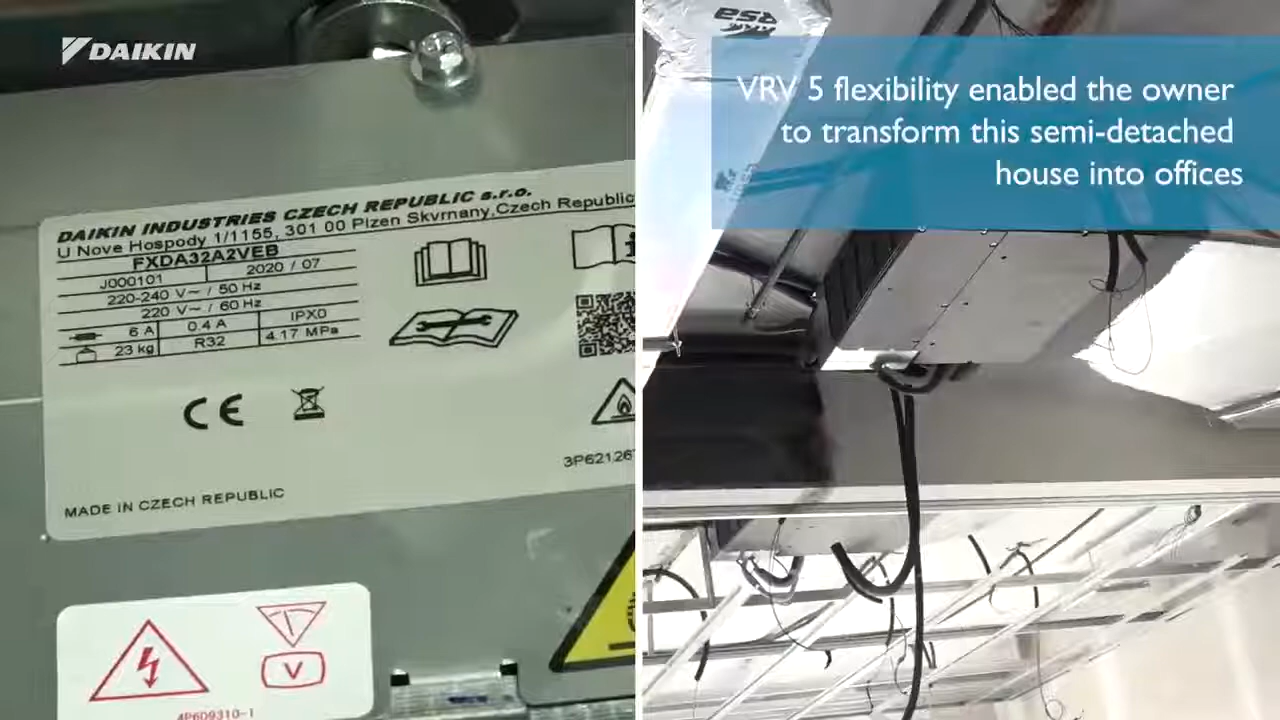 DAIKIN
DAIKIN INDUSTRIES CZECH REPUBLIC s.r.o.
U Nove Hospody 1/1155, 301 00 Plzen Skvrnany, Czech Republic
FXDA32A2VEB
J000101 2020 / 07
220-240 V~ / 50 Hz
220 V~ / 60 Hz
6 A 0.4 A IPX0
23 kg R32 4.17 MPa
CE
3P62126
MADE IN CZECH REPUBLIC
V
4P609310-1
VRV 5 flexibility enabled the owner
to transform this semi-detached
house into offices